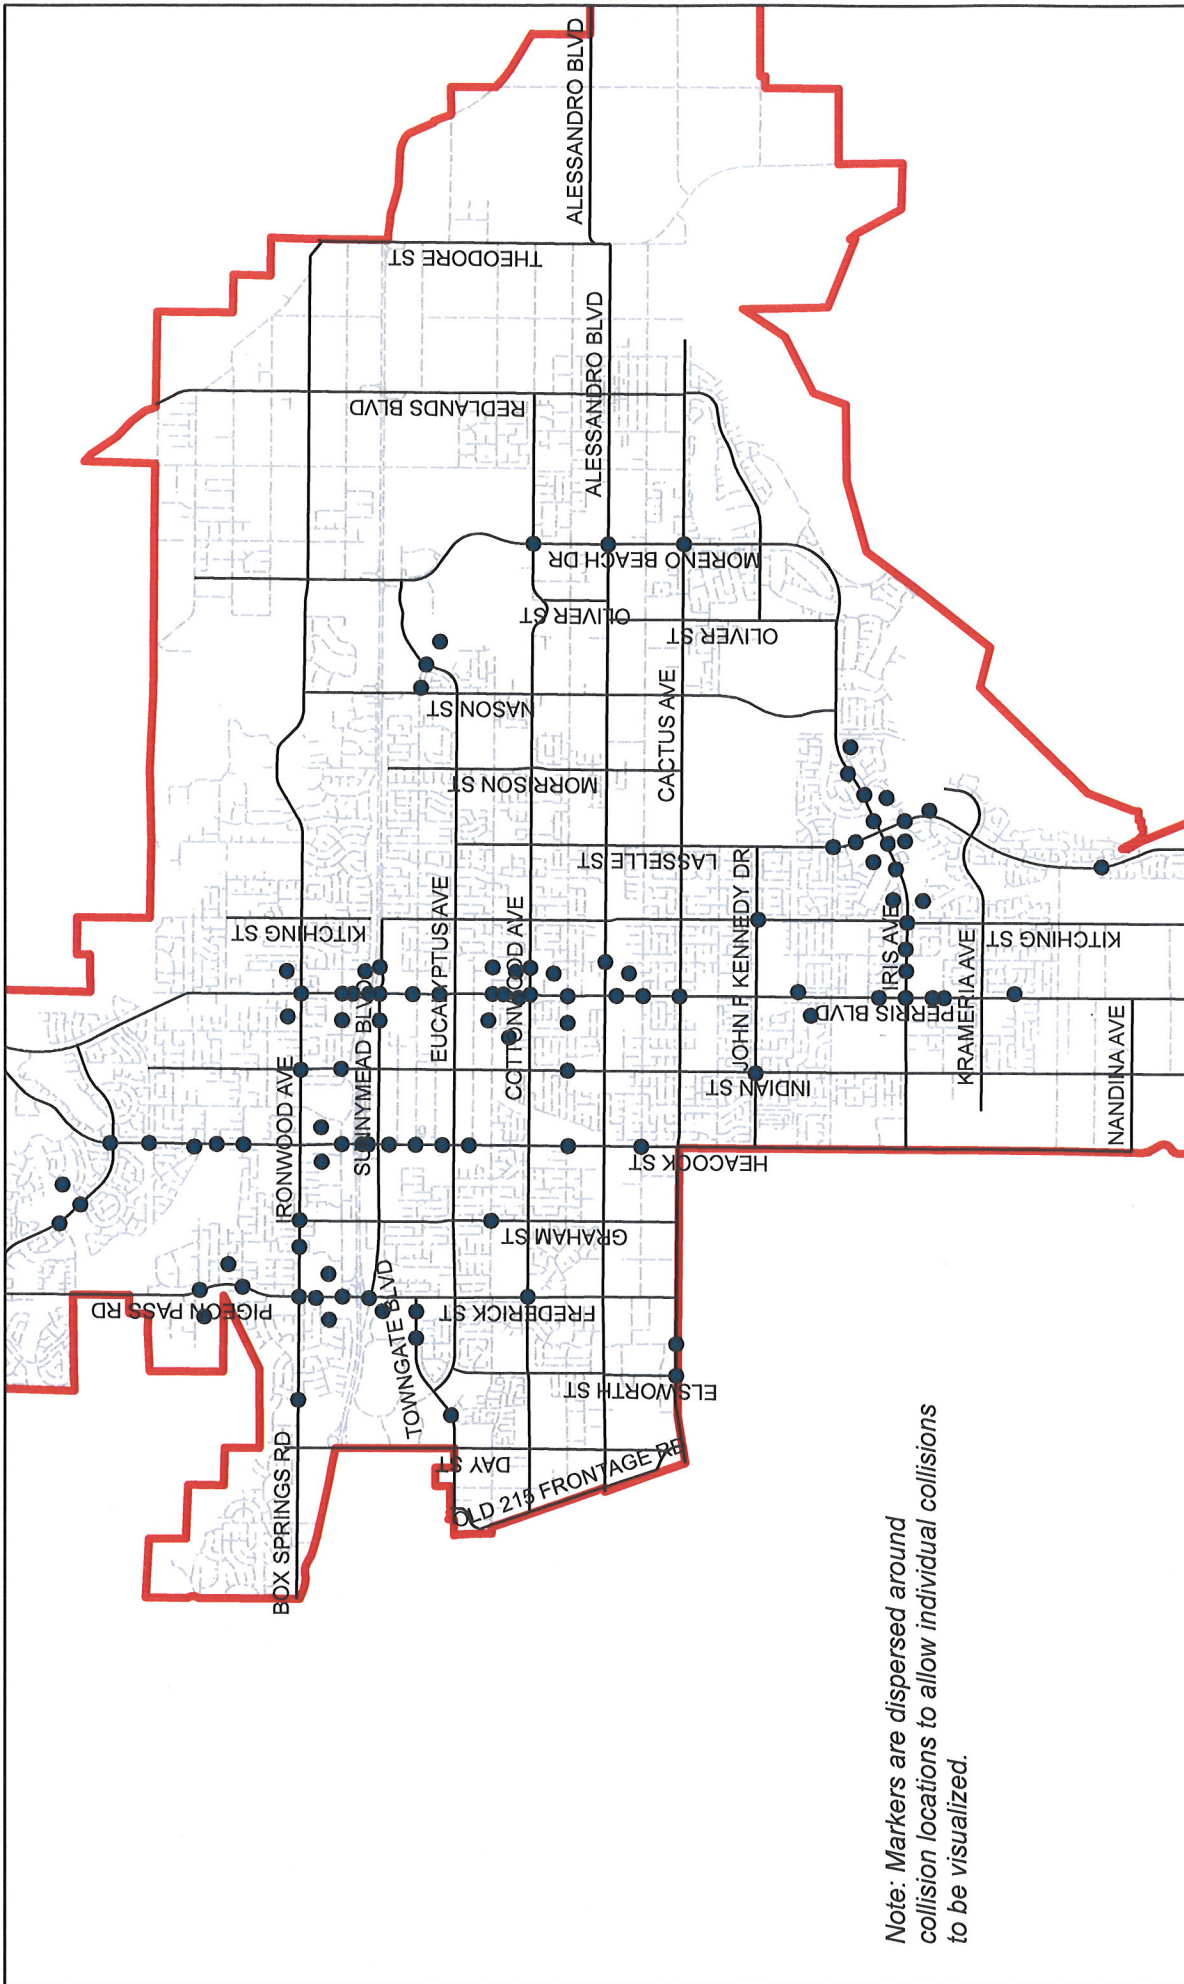 ALESSANDRO BLVD
THEODORE ST
ALESSANDRO BLVD
REDLANDS BLVD
MORENO BEACH DR
OLIVER ST
OLIVER ST
NASON ST
CACTUS AVE
MORRISON ST
LASSELLE ST
JOHN F KENNEDY DR
EUCALYPTUS AVE
COTTONWOOD AVE
KITCHING ST
IRIS AVE
KRAMERIA AVE
KITCHING ST
PERRIS BLVD
NANDINA AVE
INDIAN ST
IRONWOOD AVE
SUNNYMEAD BLVD
HEACOCK ST
GRAHAM ST
PIGEON PASS RD
FREDERICK ST
TOWNGATE BLVD
ELSWORTH ST
DAY ST
OLD 215 FRONTAGE RD
BOX SPRINGS RD
Note: Markers are dispersed around
collision locations to allow individual collisions
to be visualized.